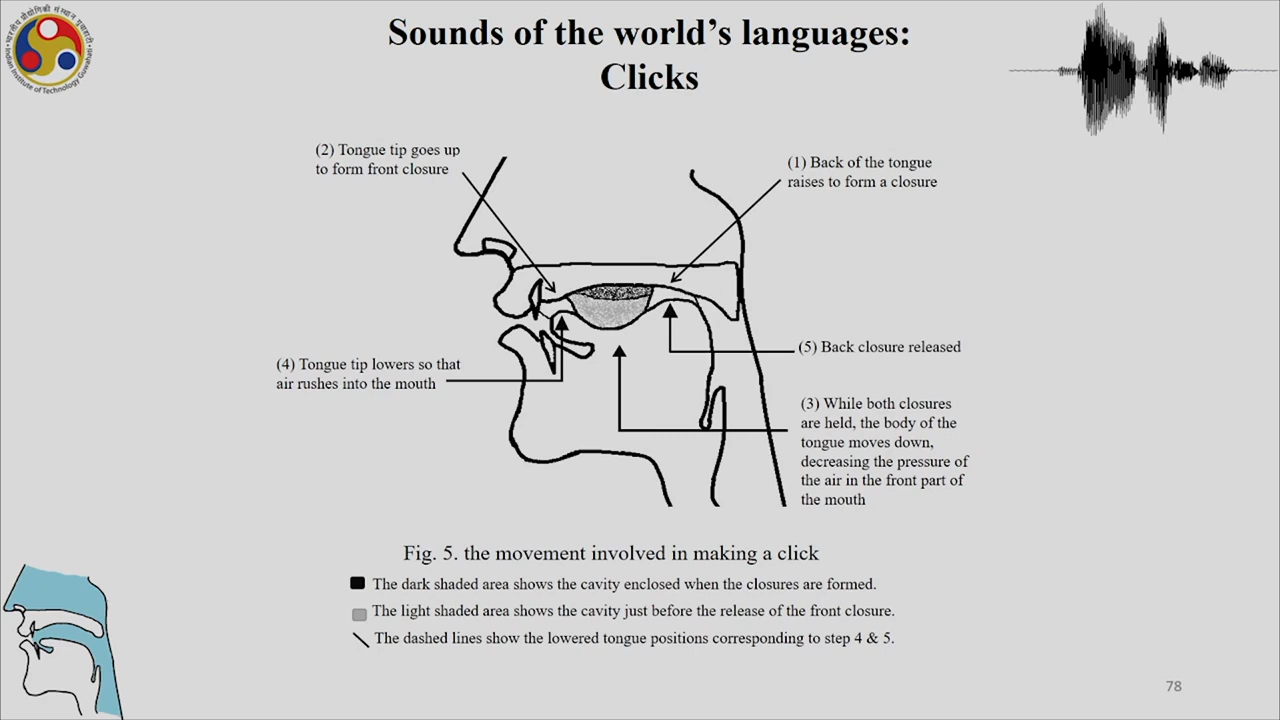 Sounds of the world’s languages:
Clicks
(2) Tongue tip goes up
to form front closure
(1) Back of the tongue
raises to form a closure
(4) Tongue tip lowers so that
air rushes into the mouth
(5) Back closure released
(3) While both closures
are held, the body of the
tongue moves down,
decreasing the pressure of
the air in the front part of
the mouth
Fig. 5. the movement involved in making a click
The dark shaded area shows the cavity enclosed when the closures are formed.
The light shaded area shows the cavity just before the release of the front closure.
The dashed lines show the lowered tongue positions corresponding to step 4 & 5.
78
भारतीय प्रौद्योगिकी संस्थान गुवाहाटी
Indian Institute of Technology Guwahati